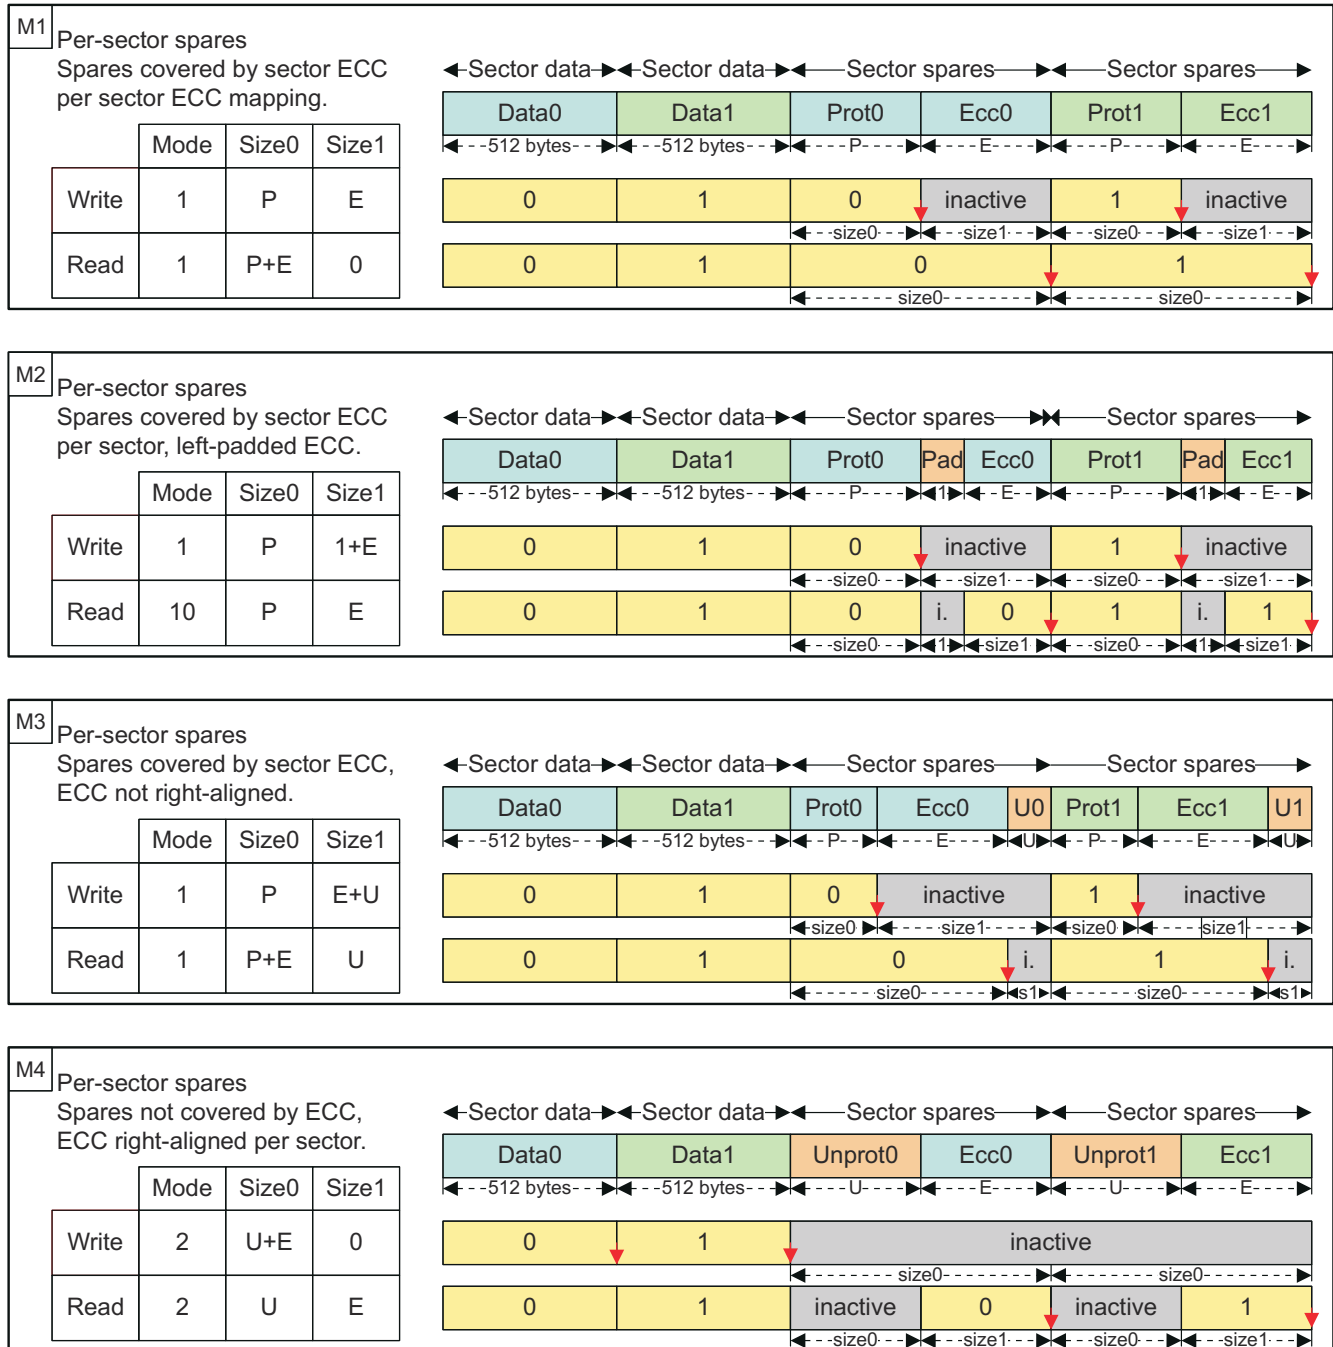 M1
Per-sector spares
Spares covered by sector ECC
per sector ECC mapping.
Mode Size0 Size1
Write 1 P E
Read 1 P+E 0
Sector data Sector data Sector spares Sector spares
Data0 Data1 Prot0 Ecc0 Prot1 Ecc1
512 bytes 512 bytes P E P E
0 1 0 inactive 1 inactive
size0 size1 size0 size1
0 1 0 1
size0 size0
M2
Per-sector spares
Spares covered by sector ECC
per sector, left-padded ECC.
Mode Size0 Size1
Write 1 P 1+E
Read 10 P E
Sector data Sector data Sector spares Sector spares
Data0 Data1 Prot0 Pad Ecc0 Prot1 Pad Ecc1
512 bytes 512 bytes P 1 E P 1 E
0 1 0 inactive 1 inactive
size0 size1 size0 size1
0 1 0 i. 0 1 i. 1
size0 1 size1 size0 1 size1
M3
Per-sector spares
Spares covered by sector ECC,
ECC not right-aligned.
Mode Size0 Size1
Write 1 P E+U
Read 1 P+E U
Sector data Sector data Sector spares Sector spares
Data0 Data1 Prot0 Ecc0 U0 Prot1 Ecc1 U1
512 bytes 512 bytes P E U P E U
0 1 0 inactive 1 inactive
size0 size1 size0 size1
0 1 0 i. 1 i.
size0 s1 size0 s1
M4
Per-sector spares
Spares not covered by ECC,
ECC right-aligned per sector.
Mode Size0 Size1
Write 2 U+E 0
Read 2 U E
Sector data Sector data Sector spares Sector spares
Data0 Data1 Unprot0 Ecc0 Unprot1 Ecc1
512 bytes 512 bytes U E U E
0 1 inactive
size0 size0
0 1 inactive 0 inactive 1
size0 size1 size0 size1